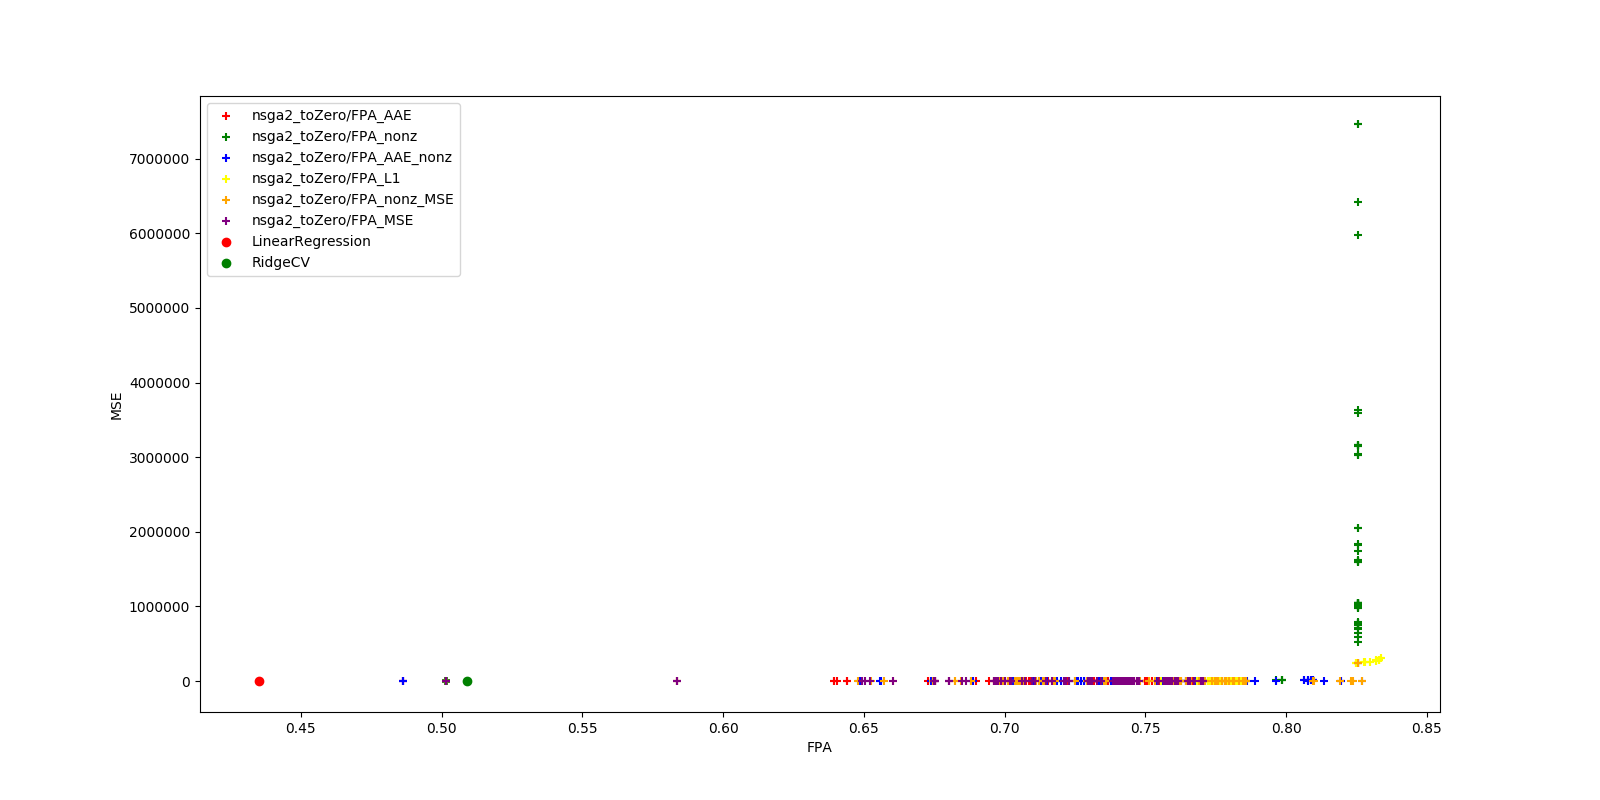 nsga2_toZero/FPA_AAE
nsga2_toZero/FPA_nonz
nsga2_toZero/FPA_AAE_nonz
nsga2_toZero/FPA_L1
nsga2_toZero/FPA_nonz_MSE
nsga2_toZero/FPA_MSE
LinearRegression
RidgeCV
7000000
6000000
5000000
4000000
3000000
2000000
1000000
0
MSE
0.45 0.50 0.55 0.60 0.65 0.70 0.75 0.80 0.85
FPA